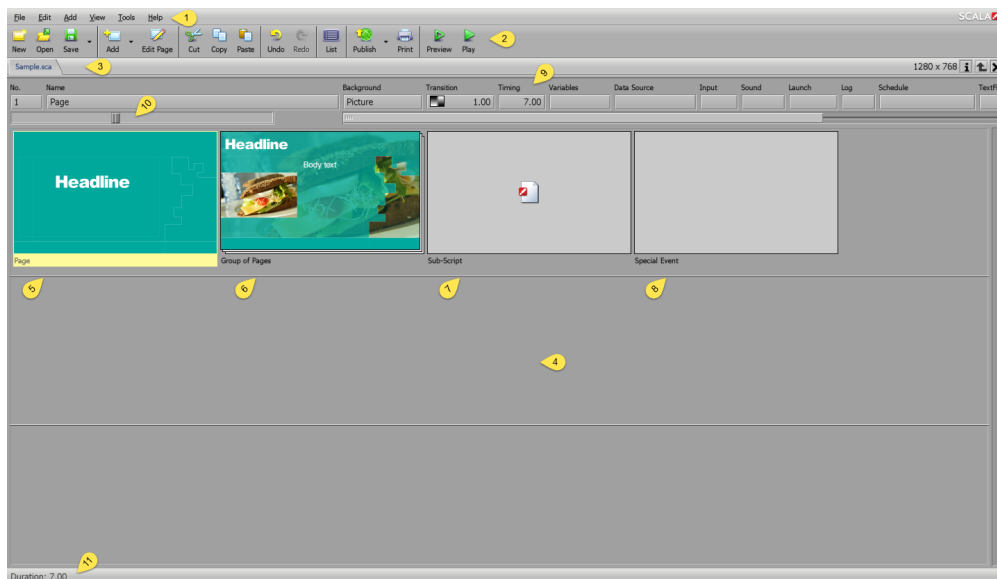 File Edit Add View Tools Help 1 SCALA
New Open Save Add Edit Page Cut Copy Paste Undo Redo List Publish Print Preview Play 2
Sample.sca 3 9 1280 x 768 i
No. Name Background Transition Timing Variables Data Source Input Sound Launch Log Schedule
1 Page 10 Picture 1.00 7.00
Headline
Body text
Headline
Page Group of Pages Sub-Script Special Event
5 6 7 8
4
11
Duration: 7.00